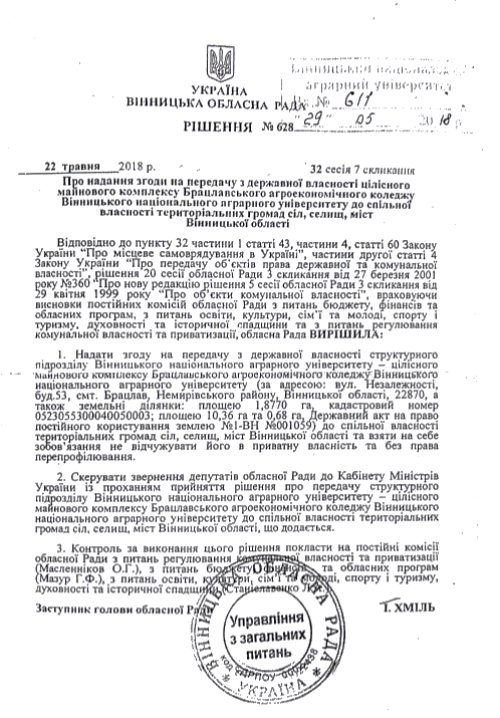 УКРАЇНА
ВІННИЦЬКА ОБЛАСНА РАДА
Вінницький національний
аграрний університет
№ 611
"29" 05 2018 р.
РІШЕННЯ № 628
22 травня 2018 р.
32 сесія 7 скликання
Про надання згоди на передачу з державної власності цілісного
майнового комплексу Брацлавського агроекономічного коледжу
Вінницького національного аграрного університету до спільної
власності територіальних громад сіл, селищ, міст
Вінницької області
Відповідно до пункту 32 частини 1 статті 43, частини 4, статті 60 Закону
України "Про місцеве самоврядування в Україні", частини другої статті 4
Закону України "Про передачу об'єктів права державної та комунальної
власності", рішення 20 сесії обласної Ради 3 скликання від 27 березня 2001
року №360 "Про нову редакцію рішення 5 сесії обласної Ради 3 скликання від
29 квітня 1999 року "Про об'єкти комунальної власності", враховуючи
висновки постійних комісій обласної Ради з питань бюджету, фінансів та
обласних програм, з питань освіти, культури, сім'ї та молоді, спорту і
туризму, духовності та історичної спадщини та з питань регулювання
комунальної власності та приватизації, обласна Рада ВИРІШИЛА:
1. Надати згоду на передачу з державної власності структурного
підрозділу Вінницького національного аграрного університету – цілісного
майнового комплексу Брацлавського агроекономічного коледжу Вінницького
національного аграрного університету (за адресою: вул. Незалежності,
буд.53, смт. Брацлав, Немирівського району, Вінницької області, 22870, а
також земельні ділянки: площею 1,8770 га, кадастровий номер
0523055300040050003; площею 10,36 га та 0,68 га, Державний акт на право
постійного користування землею №1-ВН №001059) до спільної власності
територіальних громад сіл, селищ, міст Вінницької області та взяти на себе
зобов'язання не відчужувати його в приватну власність та без права
перепрофілювання.
2. Скерувати звернення депутатів обласної Ради до Кабінету Міністрів
України із проханням прийняття рішення про передачу структурного
підрозділу Вінницького національного аграрного університету – цілісного
майнового комплексу Брацлавського агроекономічного коледжу Вінницького
національного аграрного університету до спільної власності територіальних
громад сіл, селищ, міст Вінницької області, що додається.
3. Контроль за виконання цього рішення покласти на постійні комісії
обласної Ради з питань регулювання комунальної власності та приватизації
(Масленніков О.Г.), з питань бюджету, фінансів та обласних програм
(Мазур Г.Ф.), з питань освіти, культури, сім'ї та молоді, спорту і туризму,
духовності та історичної спадщини (Станіславенко
Заступник голови обласної Ради
І. ХМІЛЬ
ВІННИЦЬКА ОБЛАСНА РАДА
Управління
з загальних
питань
код ЄДРПОУ
УКРАЇНА